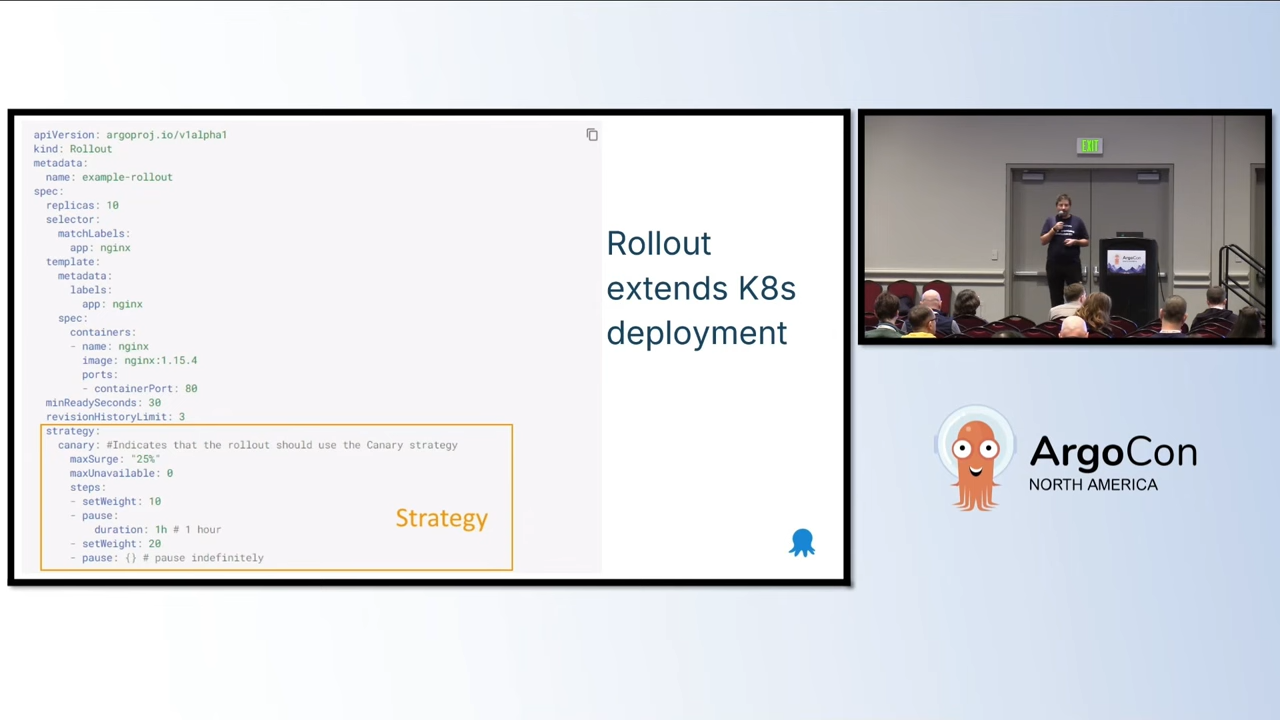 apiVersion: argoproj.io/v1alpha1
kind: Rollout
metadata:
  name: example-rollout
spec:
  replicas: 10
  selector:
    matchLabels:
      app: nginx
  template:
    metadata:
      labels:
        app: nginx
    spec:
      containers:
      - name: nginx
        image: nginx:1.15.4
        ports:
        - containerPort: 80
  minReadySeconds: 30
  revisionHistoryLimit: 3
  strategy:
    canary: #Indicates that the rollout should use the Canary strategy
      maxSurge: "25%"
      maxUnavailable: 0
      steps:
      - setWeight: 10
      - pause:
          duration: 1h # 1 hour
      - setWeight: 20
      - pause: {} # pause indefinitely
Strategy
Rollout
extends K8s
deployment
EXIT
ArgoCon
ArgoCon
NORTH AMERICA